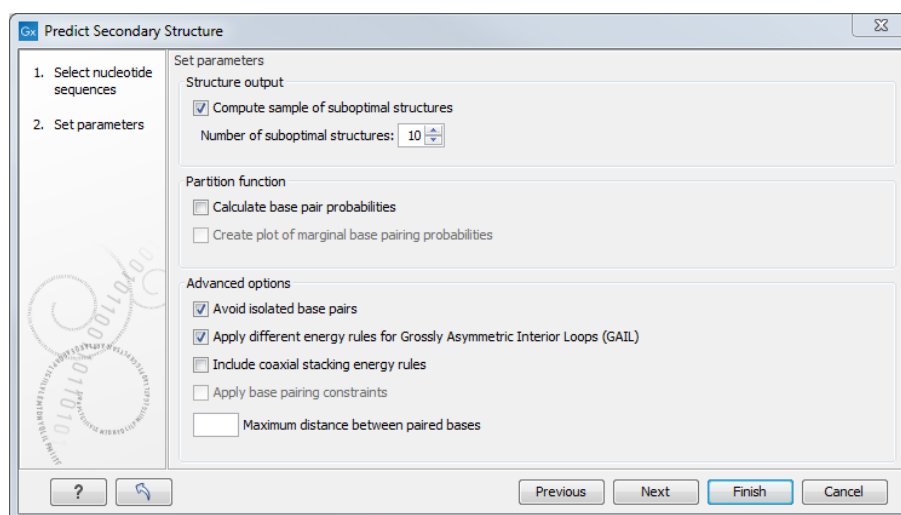 Gx Predict Secondary Structure
1. Select nucleotide
sequences
2. Set parameters
Set parameters
Structure output
Compute sample of suboptimal structures
Number of suboptimal structures: 10
Partition function
Calculate base pair probabilities
Create plot of marginal base pairing probabilities
Advanced options
Avoid isolated base pairs
Apply different energy rules for Grossly Asymmetric Interior Loops (GAIL)
Include coaxial stacking energy rules
Apply base pairing constraints
Maximum distance between paired bases
? Previous Next Finish Cancel